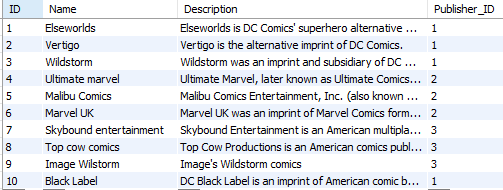 ID Name Description Publisher_ID
1 Elseworlds Elseworlds is DC Comics' superhero alternative ... 1
2 Vertigo Vertigo is the alternative imprint of DC Comics. 1
3 Wildstorm Wildstorm was an imprint and subsidiary of DC ... 1
4 Ultimate marvel Ultimate Marvel, later known as Ultimate Comics... 2
5 Malibu Comics Malibu Comics Entertainment, Inc. (also known ... 2
6 Marvel UK Marvel UK was an imprint of Marvel Comics form... 2
7 Skybound entertainment Skybound Entertainment is an American multipla... 3
8 Top cow comics Top Cow Productions is an American comics publ... 3
9 Image Wilstorm Image's Wildstorm comics 3
10 Black Label DC Black Label is an imprint of American comic b... 1